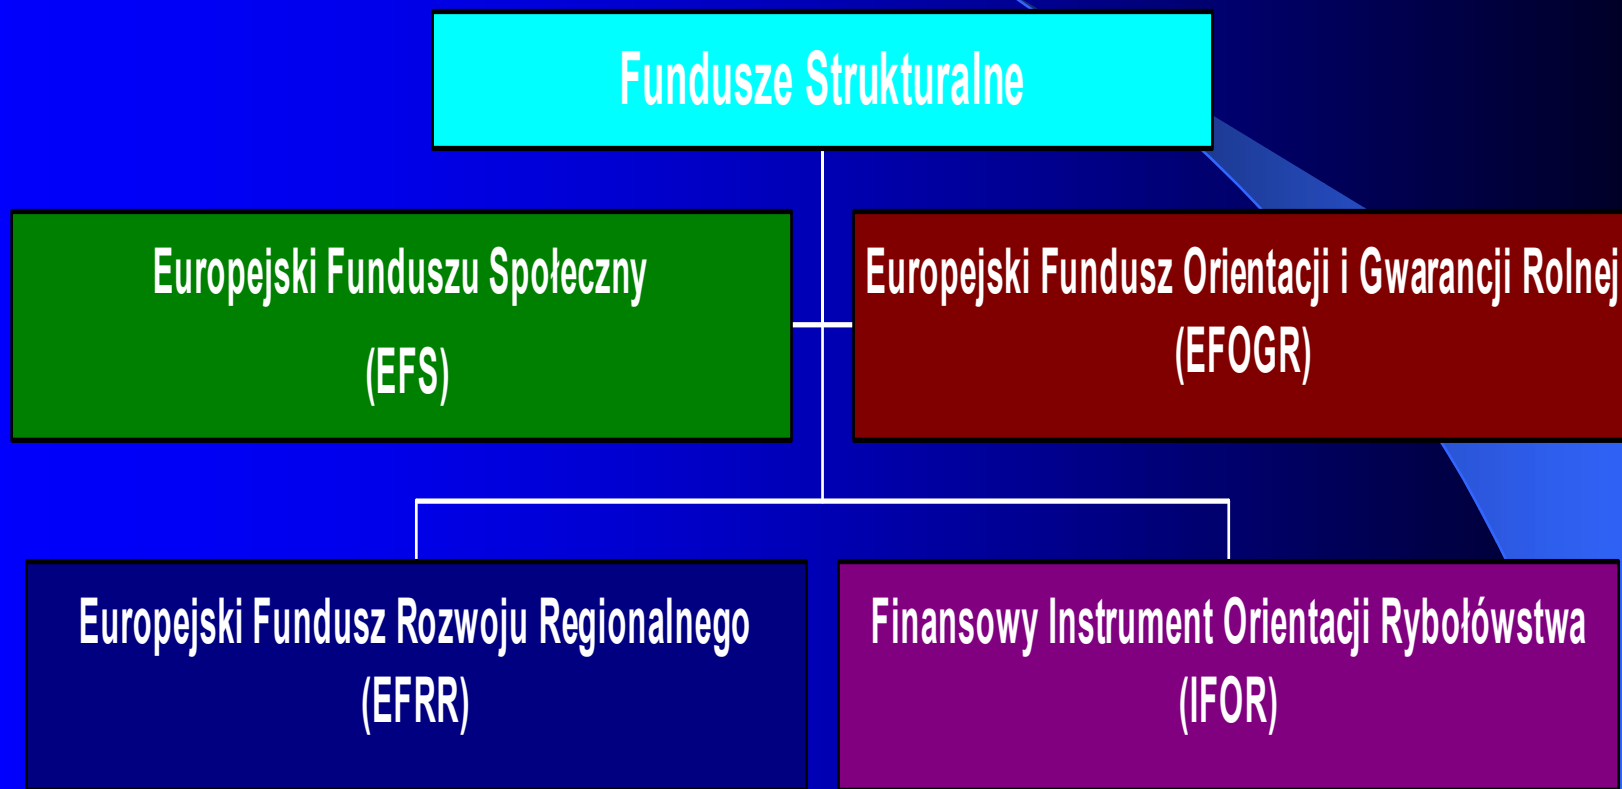 Fundusze Strukturalne
Europejski Funduszu Społeczny
(EFS)
Europejski Fundusz Orientacji i Gwarancji Rolnej
(EFOGR)
Europejski Fundusz Rozwoju Regionalnego
(EFRR)
Finansowy Instrument Orientacji Rybołówstwa
(IFOR)